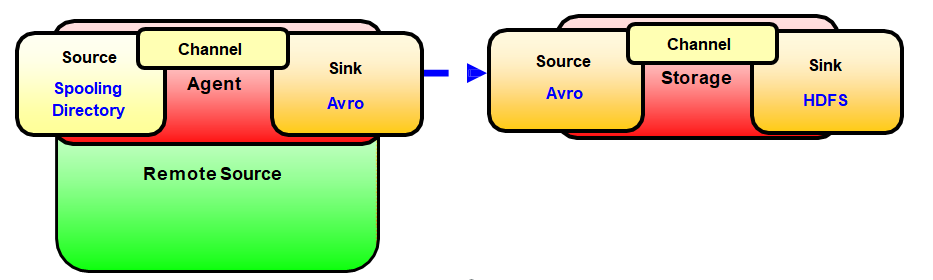 Source
Spooling
Directory
Channel
Agent
Sink
Avro
Remote Source
Source
Avro
Channel
Storage
Sink
HDFS